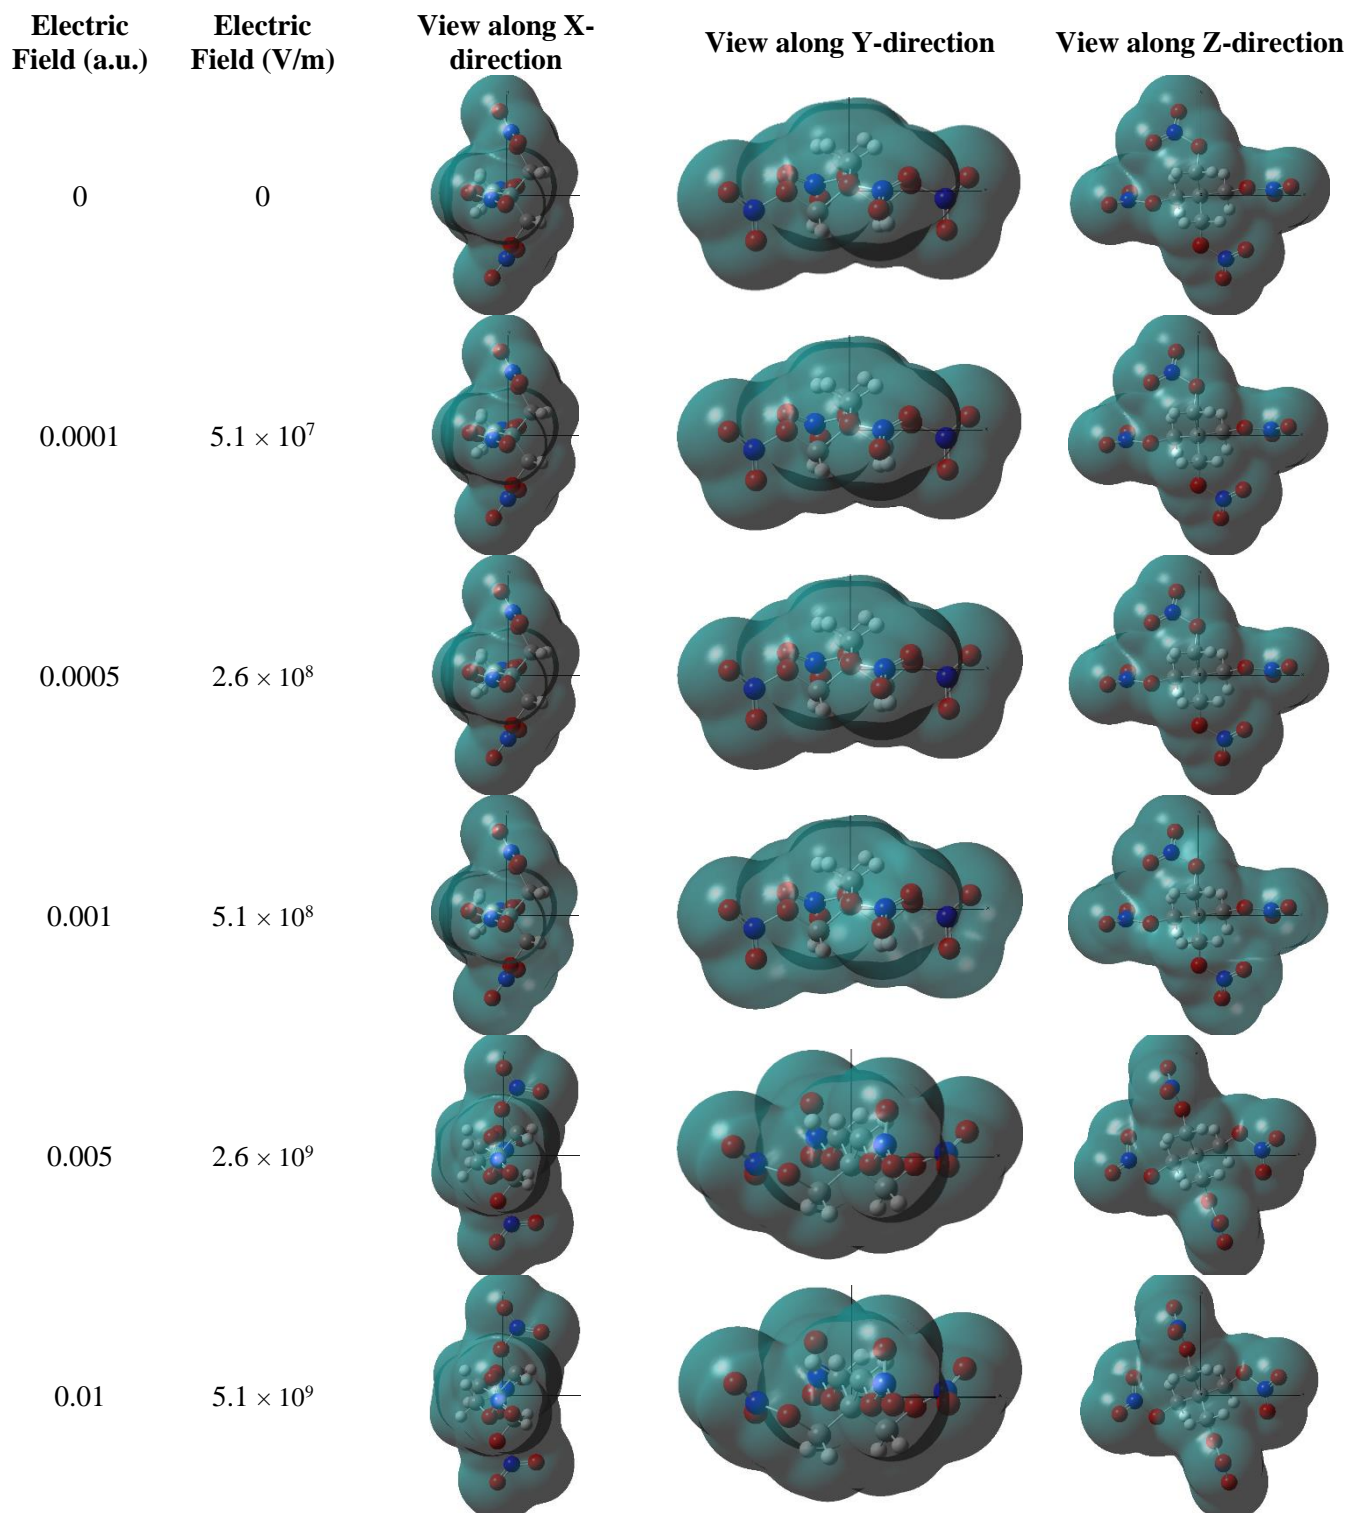 Electric Field (a.u.) Electric Field (V/m) View along X-direction View along Y-direction View along Z-direction
0 0
0.0001 5.1 × 10⁷
0.0005 2.6 × 10⁸
0.001 5.1 × 10⁸
0.005 2.6 × 10⁹
0.01 5.1 × 10⁹